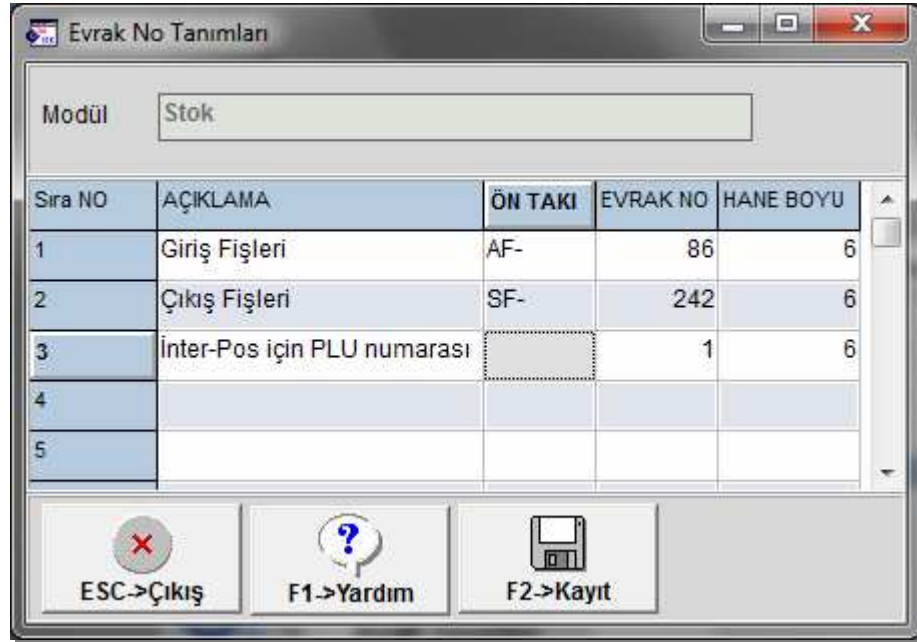 Evrak No Tanımları
Modül Stok
Sıra NO AÇIKLAMA ÖN TAKI EVRAK NO HANE BOYU
1 Giriş Fişleri AF- 86 6
2 Çıkış Fişleri SF- 242 6
3 İnter-Pos için PLU numarası 1 6
4
5
ESC->Çıkış F1->Yardım F2->Kayıt